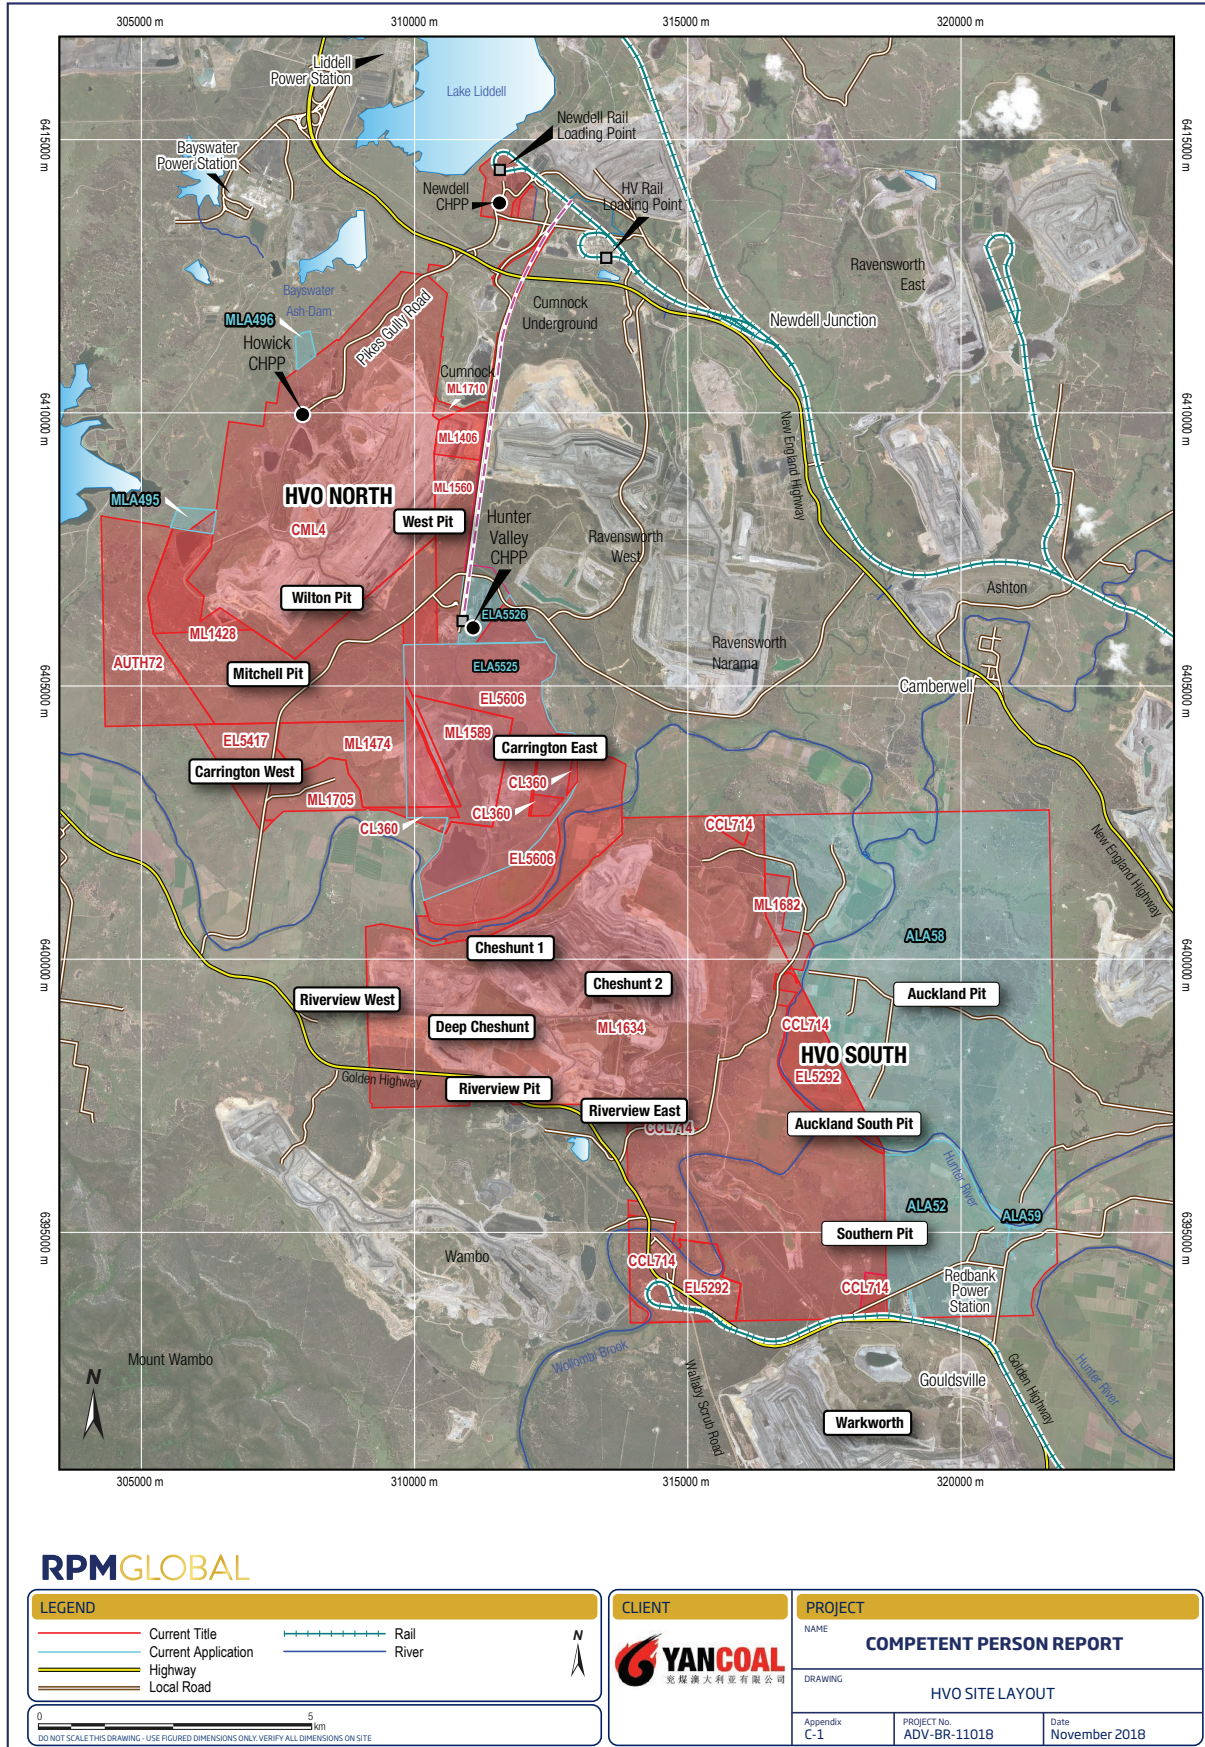 305000 m
310000 m
315000 m
320000 m
Liddell
Power Station
Lake Liddell
Newdell Rail
Loading Point
6415000 m
6415000 m
Bayswater
Power Station
Newdell
CHPP
HV Rail
Loading Point
Ravensworth
East
Bayswater
Ash Dam
MLA496
Howick
CHPP
Pikes Gully Road
Cumnock
Underground
Newdell Junction
Cumnock
ML1710
6410000 m
6410000 m
ML1406
New England Highway
ML1560
MLA495
HVO NORTH
CML4
West Pit
Hunter
Valley
CHPP
Ravensworth
West
Wilton Pit
Ashton
ELA5526
ML1428
AUTH72
Mitchell Pit
ELA5525
Ravensworth
Narama
6405000 m
6405000 m
Camberwell
EL5606
EL5417
ML1474
ML1589
Carrington East
Carrington West
CL360
ML1705
CL360
CL360
CCL714
New England Highway
EL5606
ML1682
ALA58
Cheshunt 1
6400000 m
6400000 m
Cheshunt 2
Auckland Pit
Riverview West
Deep Cheshunt
ML1634
CCL714
HVO SOUTH
EL5292
Golden Highway
Riverview Pit
Riverview East
CCL714
Auckland South Pit
Hunter River
ALA52
ALA59
6395000 m
6395000 m
Southern Pit
Wambo
CCL714
EL5292
CCL714
Redbank
Power
Station
Mount Wambo
Wollombi Brook
Wallaby Scrub Road
Gouldsville
Golden Highway
Hunter River
N
Warkworth
305000 m
310000 m
315000 m
320000 m
RPMGLOBAL
LEGEND
Current Title
Rail
Current Application
River
Highway
Local Road
N
0
5
km
DO NOT SCALE THIS DRAWING - USE FIGURED DIMENSIONS ONLY. VERIFY ALL DIMENSIONS ON SITE
CLIENT
YANCOAL
兖煤澳大利亚有限公司
PROJECT
NAME
COMPETENT PERSON REPORT
DRAWING
HVO SITE LAYOUT
Appendix
C-1
PROJECT No.
ADV-BR-11018
Date
November 2018